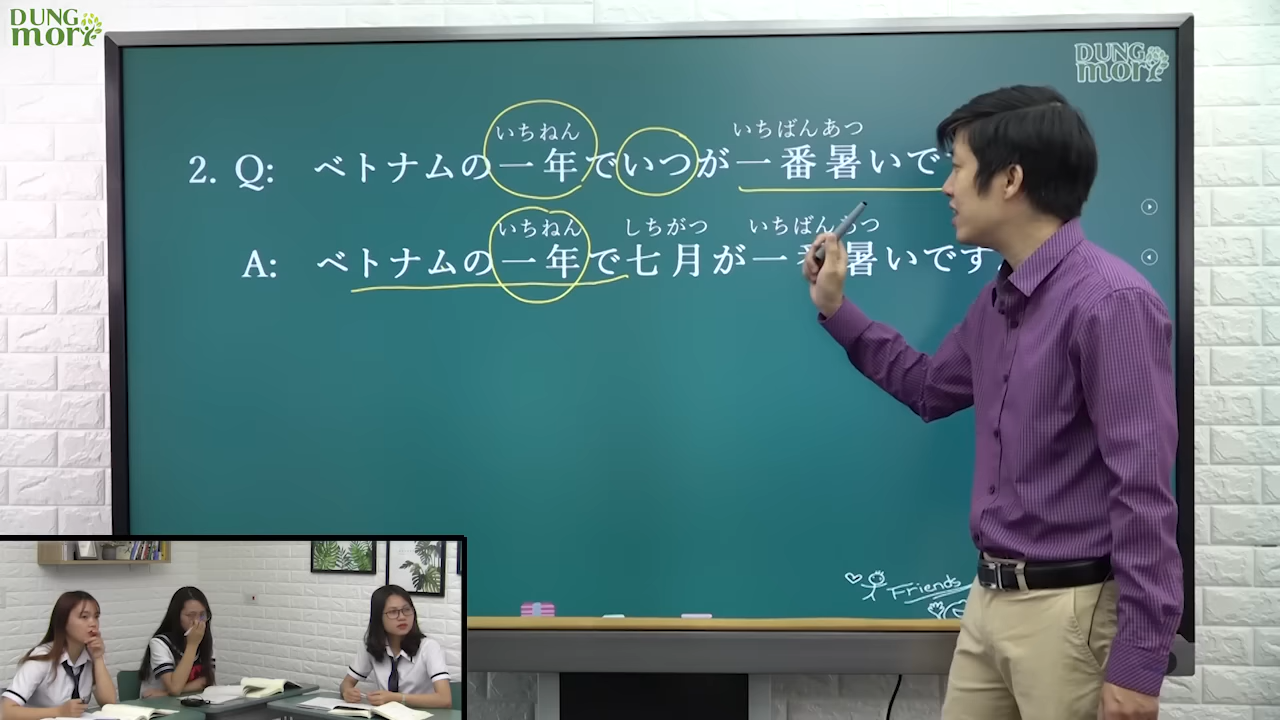 DUNG
mori
DUNG
mori
いちねん いちばんあつ
2. Q: ベトナムの一年でいつが一番暑いで
いちねん しちがつ いちばん つ
A: ベトナムの一年で七月が一番暑いです
Friends